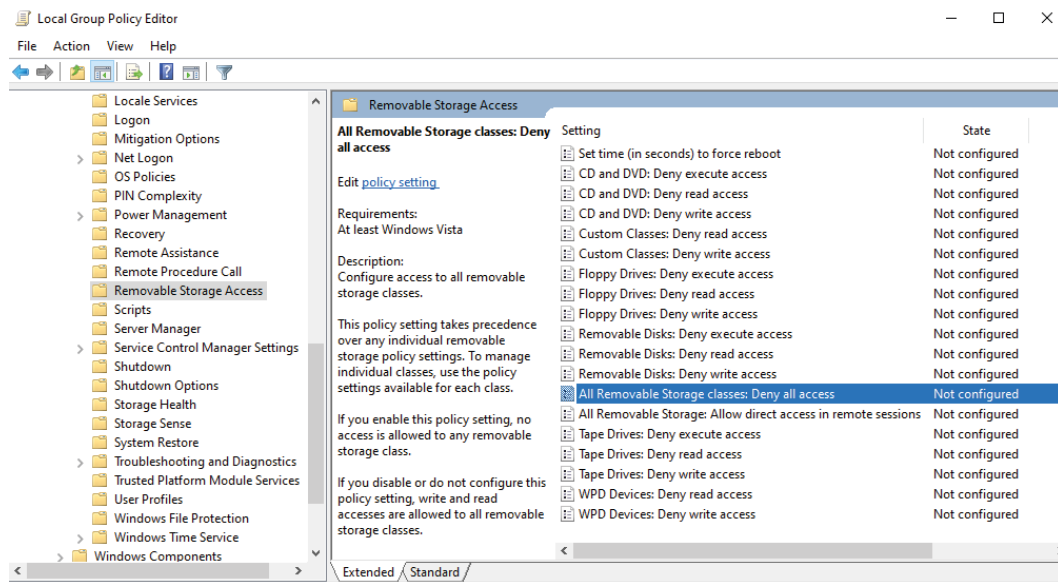 Local Group Policy Editor
File Action View Help
Locale Services
Logon
Mitigation Options
Net Logon
OS Policies
PIN Complexity
Power Management
Recovery
Remote Assistance
Remote Procedure Call
Removable Storage Access
Scripts
Server Manager
Service Control Manager Settings
Shutdown
Shutdown Options
Storage Health
Storage Sense
System Restore
Troubleshooting and Diagnostics
Trusted Platform Module Services
User Profiles
Windows File Protection
Windows Time Service
Windows Components
Removable Storage Access
All Removable Storage classes: Deny
all access
Edit policy setting
Requirements:
At least Windows Vista
Description:
Configure access to all removable
storage classes.
This policy setting takes precedence
over any individual removable
storage policy settings. To manage
individual classes, use the policy
settings available for each class.
If you enable this policy setting, no
access is allowed to any removable
storage class.
If you disable or do not configure this
policy setting, write and read
accesses are allowed to all removable
storage classes.
Setting State
Set time (in seconds) to force reboot Not configured
CD and DVD: Deny execute access Not configured
CD and DVD: Deny read access Not configured
CD and DVD: Deny write access Not configured
Custom Classes: Deny read access Not configured
Custom Classes: Deny write access Not configured
Floppy Drives: Deny execute access Not configured
Floppy Drives: Deny read access Not configured
Floppy Drives: Deny write access Not configured
Removable Disks: Deny execute access Not configured
Removable Disks: Deny read access Not configured
Removable Disks: Deny write access Not configured
All Removable Storage classes: Deny all access Not configured
All Removable Storage: Allow direct access in remote sessions Not configured
Tape Drives: Deny execute access Not configured
Tape Drives: Deny read access Not configured
Tape Drives: Deny write access Not configured
WPD Devices: Deny read access Not configured
WPD Devices: Deny write access Not configured
Extended Standard